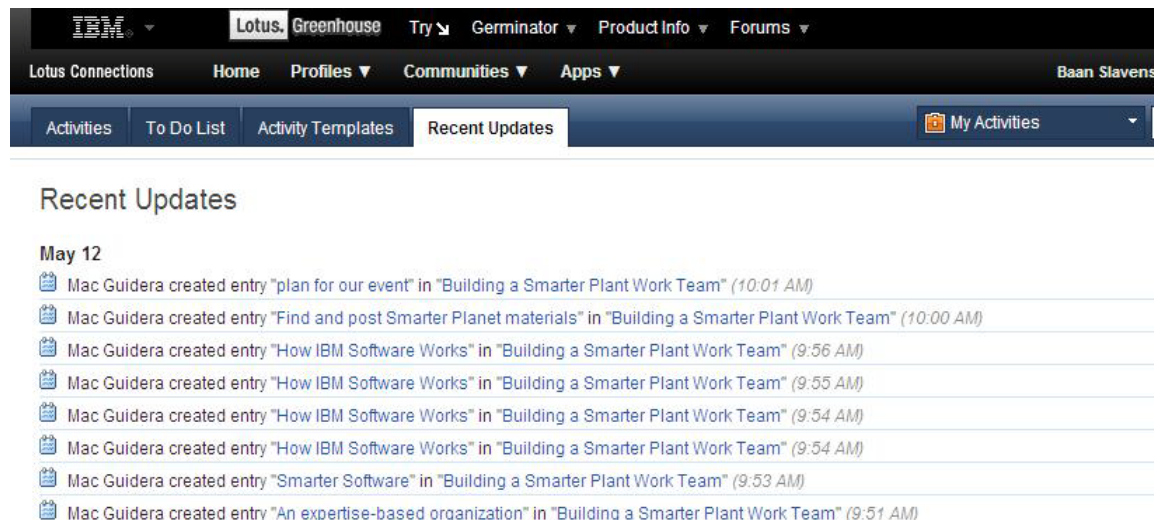 IBM® Lotus. Greenhouse Try Germinator Product Info Forums
Lotus Connections Home Profiles Communities Apps Baan Slavens
Activities To Do List Activity Templates Recent Updates My Activities
Recent Updates
May 12
Mac Guidera created entry "plan for our event" in "Building a Smarter Plant Work Team" (10:01 AM)
Mac Guidera created entry "Find and post Smarter Planet materials" in "Building a Smarter Plant Work Team" (10:00 AM)
Mac Guidera created entry "How IBM Software Works" in "Building a Smarter Plant Work Team" (9:56 AM)
Mac Guidera created entry "How IBM Software Works" in "Building a Smarter Plant Work Team" (9:55 AM)
Mac Guidera created entry "How IBM Software Works" in "Building a Smarter Plant Work Team" (9:54 AM)
Mac Guidera created entry "How IBM Software Works" in "Building a Smarter Plant Work Team" (9:54 AM)
Mac Guidera created entry "Smarter Software" in "Building a Smarter Plant Work Team" (9:53 AM)
Mac Guidera created entry "An expertise-based organization" in "Building a Smarter Plant Work Team" (9:51 AM)